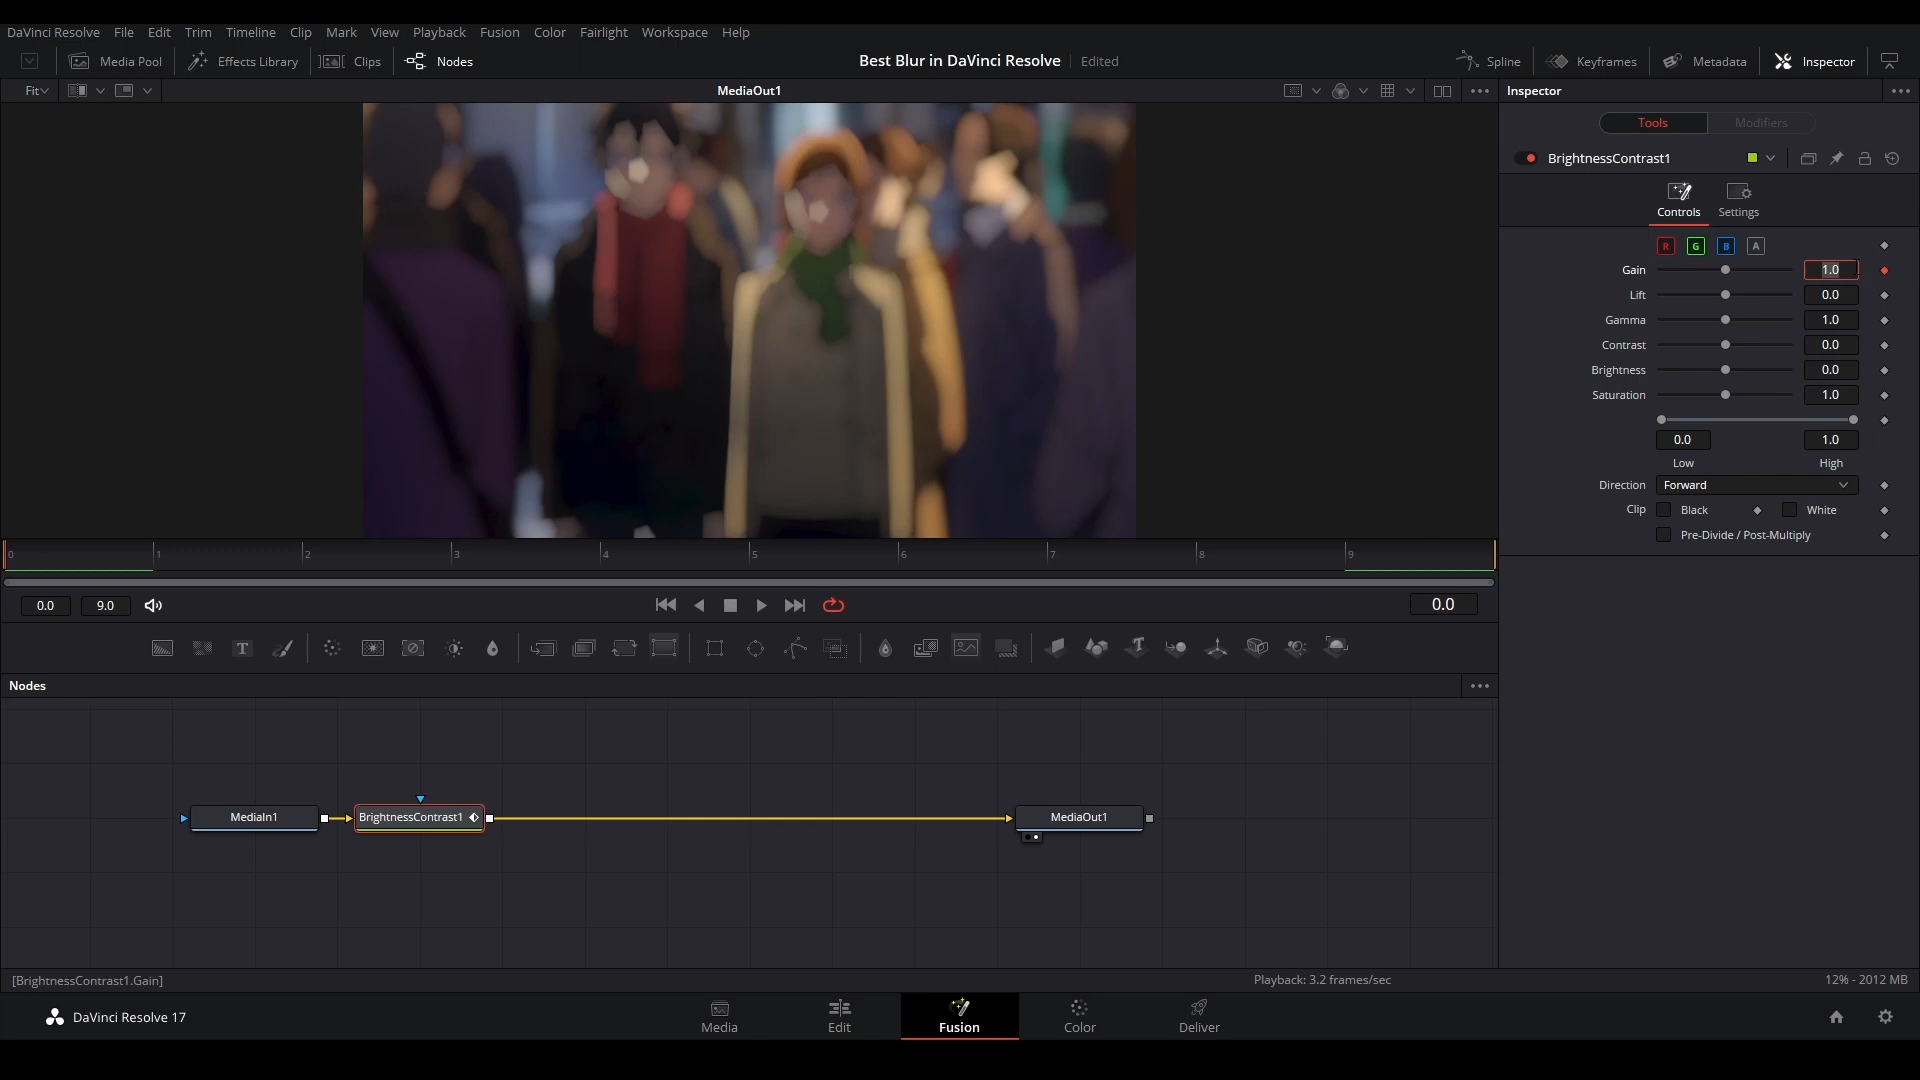 DaVinci Resolve File Edit Trim Timeline Clip Mark View Playback Fusion Color Fairlight Workspace Help
Media Pool Effects Library Clips Nodes Best Blur in DaVinci Resolve Edited Spline Keyframes Metadata Inspector
Fit MediaOut1 Inspector
Tools Modifiers
BrightnessContrast1
Controls Settings
R G B A
Gain 1.0
Lift 0.0
Gamma 1.0
Contrast 0.0
Brightness 0.0
Saturation 1.0
0.0 1.0
Low High
Direction Forward
Clip Black White
Pre-Divide / Post-Multiply
0 1 2 3 4 5 6 7 8 9
0.0 9.0 0.0
T T
Nodes
MediaIn1 BrightnessContrast1 MediaOut1
[BrightnessContrast1.Gain] Playback: 3.2 frames/sec 12% - 2012 MB
DaVinci Resolve 17 Media Edit Fusion Color Deliver